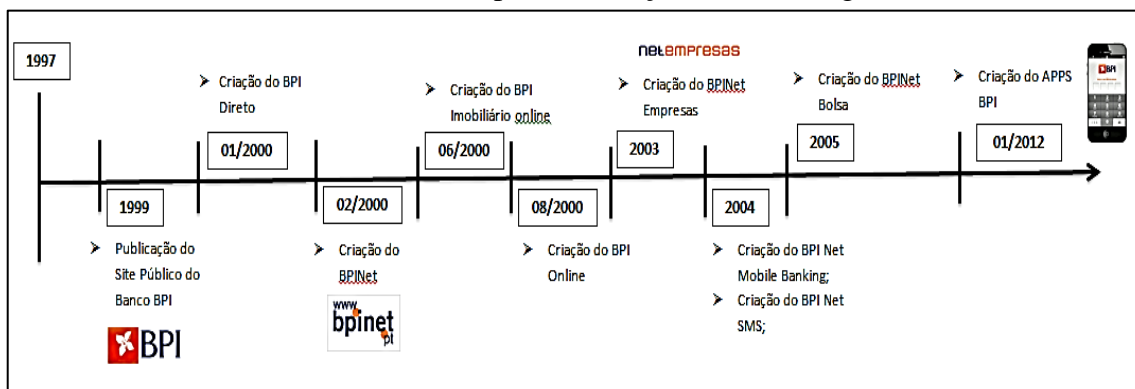 1997
netempresas
➢ Criação do BPI
Direto
➢ Criação do BPI
Imobiliário online
➢ Criação do BPINet
Empresas
➢ Criação do BPINet
Bolsa
➢ Criação do APPS
BPI
BPI
01/2000
06/2000
2003
2005
01/2012
1999
02/2000
08/2000
2004
➢ Publicação do
Site Público do
Banco BPI
BPI
➢ Criação do
BPINet
www
bpinet
pt
➢ Criação do BPI
Online
➢ Criação do BPI Net
Mobile Banking;
➢ Criação do BPI Net
SMS;